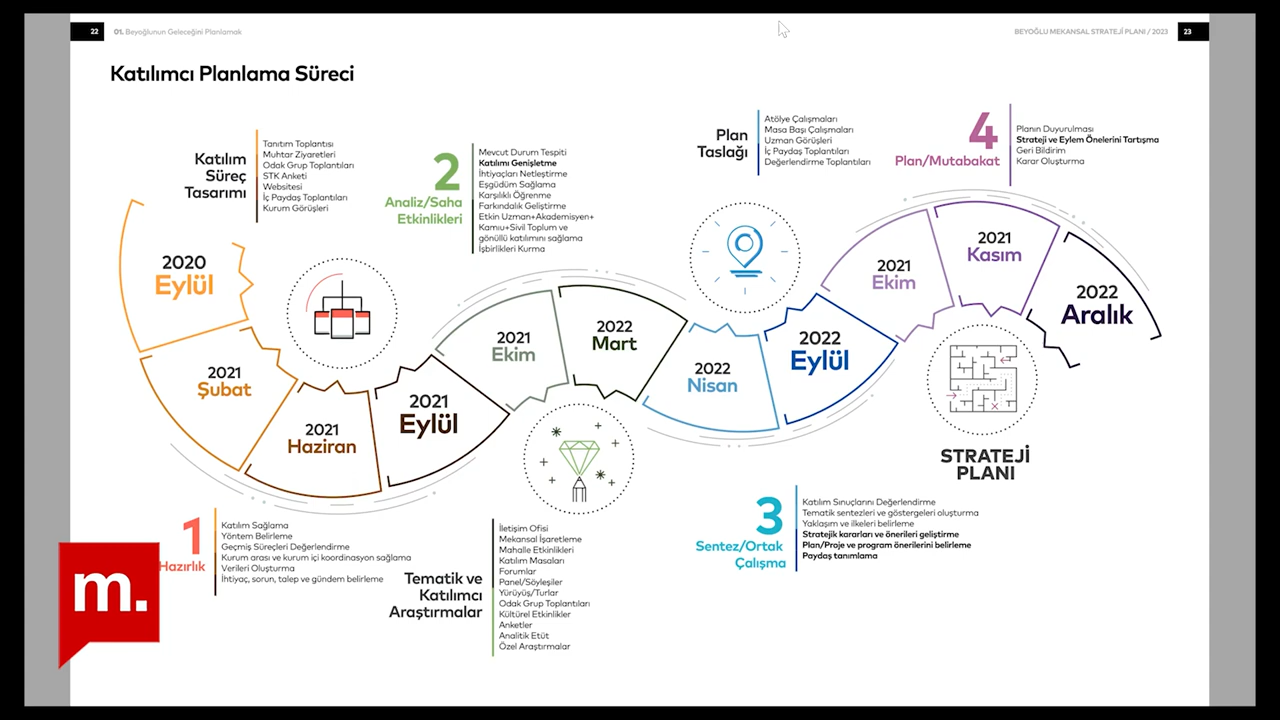 22
01. Beyoğlunun Geleceğini Planlamak
BEYOĞLU MEKANSAL STRATEJİ PLANI / 2023
23
Katılımcı Planlama Süreci
Katılım
Süreç
Tasarımı
Tanıtım Toplantısı
Muhtar Ziyaretleri
Odak Grup Toplantıları
STK Anketi
Websitesi
İç Paydaş Toplantıları
Kurum Görüşleri
2
Analiz/Saha
Etkinlikleri
Mevcut Durum Tespiti
Katılımı Genişletme
İhtiyaçları Netleştirme
Eşgüdüm Sağlama
Karşılıklı Öğrenme
Farkındalık Geliştirme
Etkin Uzman+Akademisyen+
Kamıu+Sivil Toplum ve
gönüllü katılımını sağlama
İşbirlikleri Kurma
Plan
Taslağı
Atölye Çalışmaları
Masa Başı Çalışmaları
Uzman Görüşleri
İç Paydaş Toplantıları
Değerlendirme Toplantıları
4
Plan/Mutabakat
Planın Duyurulması
Strateji ve Eylem Önelerini Tartışma
Geri Bildirim
Karar Oluşturma
2020
Eylül
2021
Şubat
2021
Haziran
2021
Eylül
2021
Ekim
2022
Mart
2022
Nisan
2022
Eylül
2021
Ekim
2021
Kasım
2022
Aralık
STRATEJİ
PLANI
1
Hazırlık
Katılım Sağlama
Yöntem Belirleme
Geçmiş Süreçleri Değerlendirme
Kurum arası ve kurum içi koordinasyon sağlama
Verileri Oluşturma
İhtiyaç, sorun, talep ve gündem belirleme
Tematik ve
Katılımcı
Araştırmalar
İletişim Ofisi
Mekansal İşaretleme
Mahalle Etkinlikleri
Katılım Masaları
Forumlar
Panel/Söyleşiler
Yürüyüş/Turlar
Odak Grup Toplantıları
Kültürel Etkinlikler
Anketler
Analitik Etüt
Özel Araştırmalar
3
Sentez/Ortak
Çalışma
Katılım Sınuçlarını Değerlendirme
Tematik sentezleri ve göstergeleri oluşturma
Yaklaşım ve ilkeleri belirleme
Stratejik kararları ve önerileri geliştirme
Plan/Proje ve program önerilerini belirleme
Paydaş tanımlama
m.